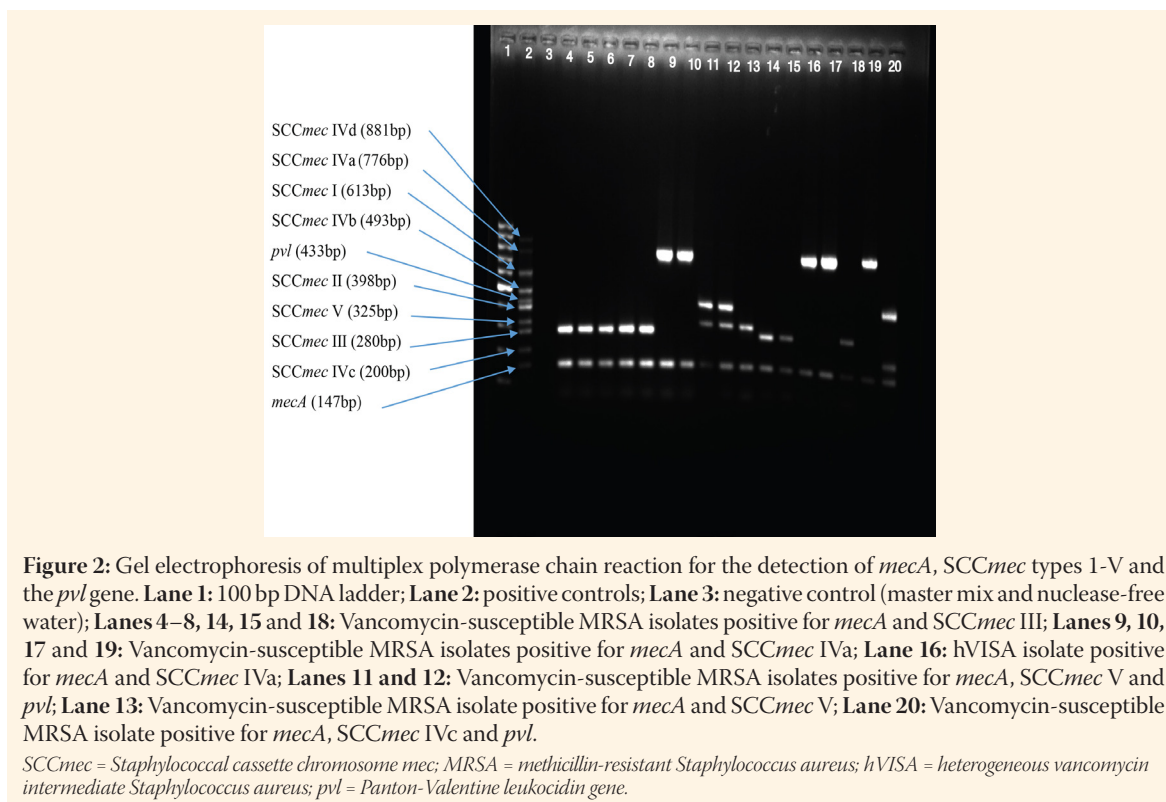 1 2 3 4 5 6 7 8 9 10 11 12 13 14 15 16 17 18 19 20
SCCmec IVd (881bp)
SCCmec IVa (776bp)
SCCmec I (613bp)
SCCmec IVb (493bp)
pvl (433bp)
SCCmec II (398bp)
SCCmec V (325bp)
SCCmec III (280bp)
SCCmec IVc (200bp)
mecA (147bp)
Figure 2: Gel electrophoresis of multiplex polymerase chain reaction for the detection of mecA, SCCmec types 1-V and
the pvl gene. Lane 1: 100 bp DNA ladder; Lane 2: positive controls; Lane 3: negative control (master mix and nuclease-free
water); Lanes 4–8, 14, 15 and 18: Vancomycin-susceptible MRSA isolates positive for mecA and SCCmec III; Lanes 9, 10,
17 and 19: Vancomycin-susceptible MRSA isolates positive for mecA and SCCmec IVa; Lane 16: hVISA isolate positive
for mecA and SCCmec IVa; Lanes 11 and 12: Vancomycin-susceptible MRSA isolates positive for mecA, SCCmec V and
pvl; Lane 13: Vancomycin-susceptible MRSA isolate positive for mecA and SCCmec V; Lane 20: Vancomycin-susceptible
MRSA isolate positive for mecA, SCCmec IVc and pvl.
SCCmec = Staphylococcal cassette chromosome mec; MRSA = methicillin-resistant Staphylococcus aureus; hVISA = heterogeneous vancomycin
intermediate Staphylococcus aureus; pvl = Panton-Valentine leukocidin gene.